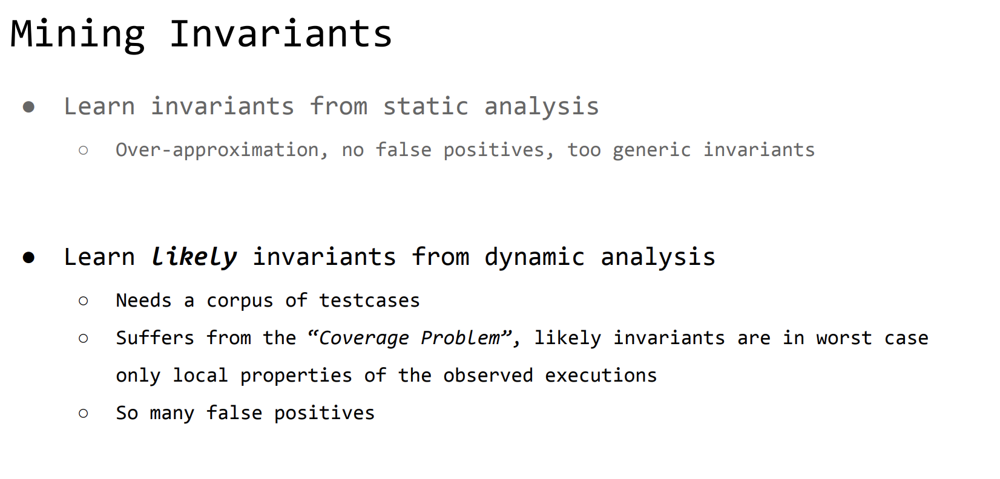 Mining Invariants
● Learn invariants from static analysis
○ Over-approximation, no false positives, too generic invariants
● Learn likely invariants from dynamic analysis
○ Needs a corpus of testcases
○ Suffers from the “Coverage Problem”, likely invariants are in worst case
only local properties of the observed executions
○ So many false positives